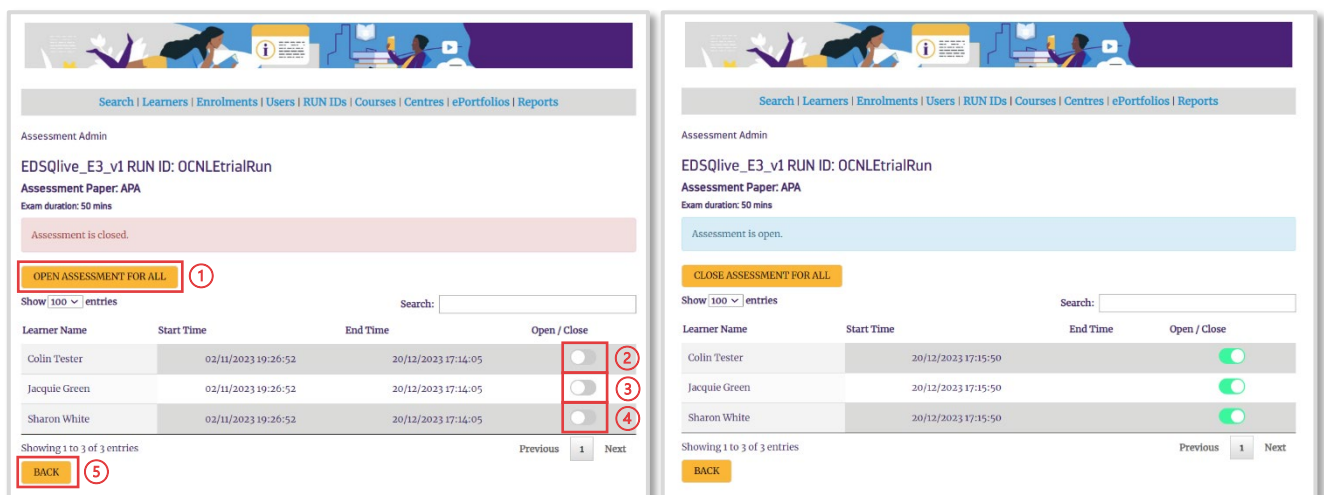 Search | Learners | Enrolments | Users | RUN IDs | Courses | Centres | ePortfolios | Reports
Assessment Admin
EDSQlive_E3_v1 RUN ID: OCNLEtrialRun
Assessment Paper: APA
Exam duration: 50 mins
Assessment is closed.
OPEN ASSESSMENT FOR ALL 1
Show 100 entries Search:
Learner Name Start Time End Time Open / Close
Colin Tester 02/11/2023 19:26:52 20/12/2023 17:14:05 2
Jacquie Green 02/11/2023 19:26:52 20/12/2023 17:14:05 3
Sharon White 02/11/2023 19:26:52 20/12/2023 17:14:05 4
Showing 1 to 3 of 3 entries Previous 1 Next
BACK 5
Search | Learners | Enrolments | Users | RUN IDs | Courses | Centres | ePortfolios | Reports
Assessment Admin
EDSQlive_E3_v1 RUN ID: OCNLEtrialRun
Assessment Paper: APA
Exam duration: 50 mins
Assessment is open.
CLOSE ASSESSMENT FOR ALL
Show 100 entries Search:
Learner Name Start Time End Time Open / Close
Colin Tester 20/12/2023 17:15:50
Jacquie Green 20/12/2023 17:15:50
Sharon White 20/12/2023 17:15:50
Showing 1 to 3 of 3 entries Previous 1 Next
BACK